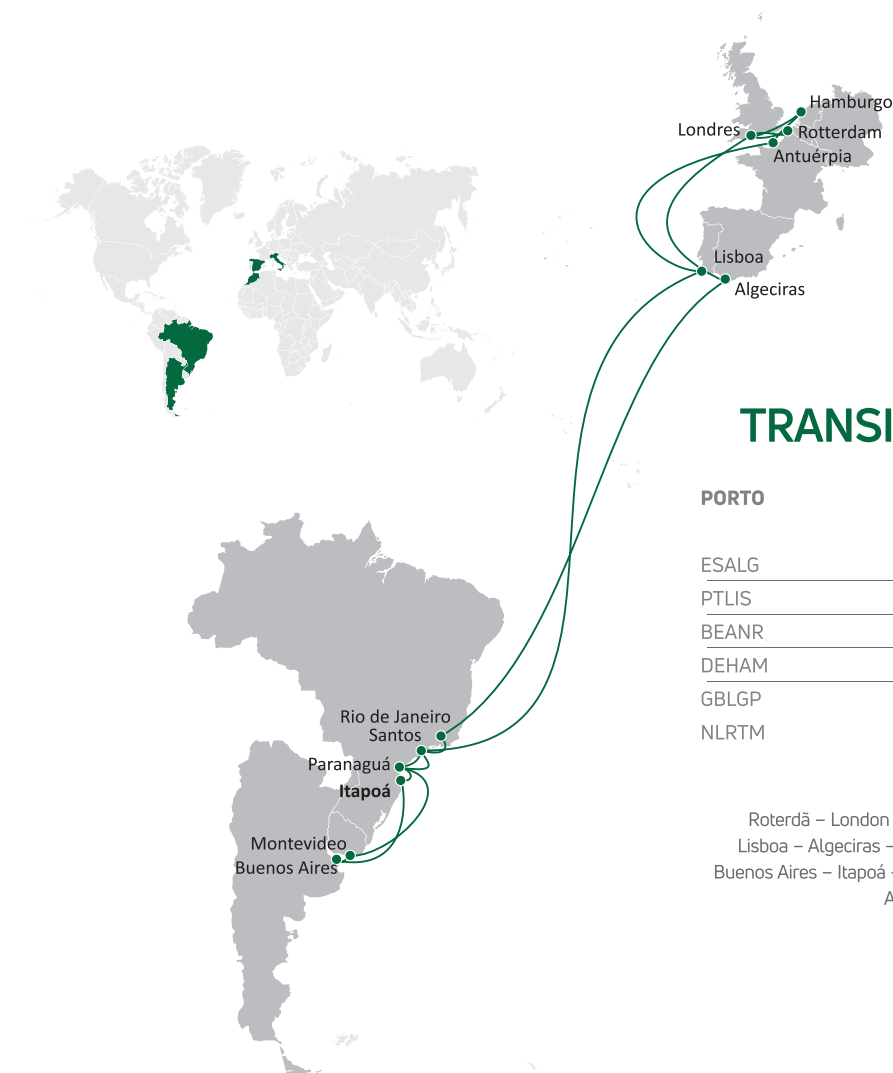 Hamburgo
Londres
Rotterdam
Antuérpia
Lisboa
Algeciras
TRANSI
PORTO
ESALG
PTLIS
BEANR
DEHAM
GBLGP
NLRTM
Rio de Janeiro
Santos
Paranaguá
Itapoá
Montevideo
Buenos Aires
Roterdã – London
Lisboa – Algeciras –
Buenos Aires – Itapoá -
A